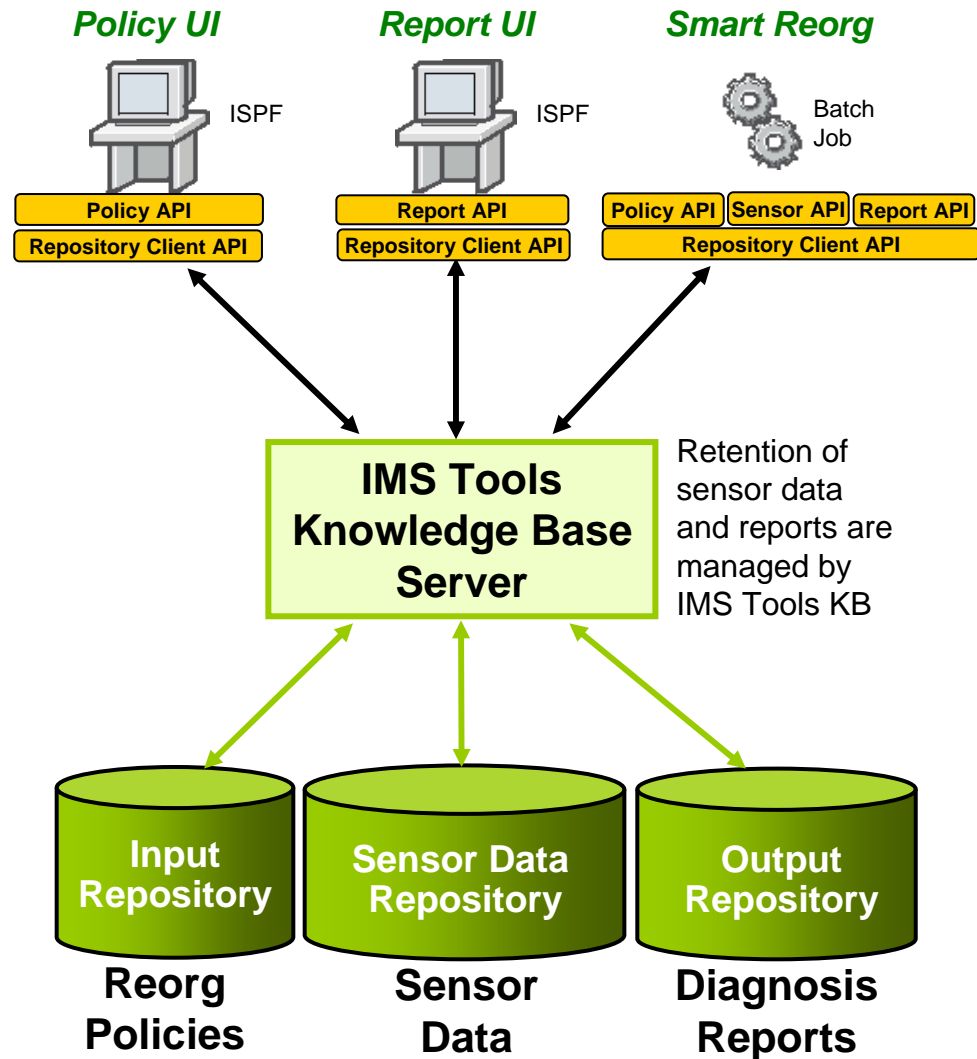 Policy UI
Report UI
Smart Reorg
ISPF
ISPF
Batch
Job
Policy API
Repository Client API
Report API
Repository Client API
Policy API
Sensor API
Report API
Repository Client API
IMS Tools
Knowledge Base
Server
Retention of
sensor data
and reports are
managed by
IMS Tools KB
Input
Repository
Sensor Data
Repository
Output
Repository
Reorg
Policies
Sensor
Data
Diagnosis
Reports